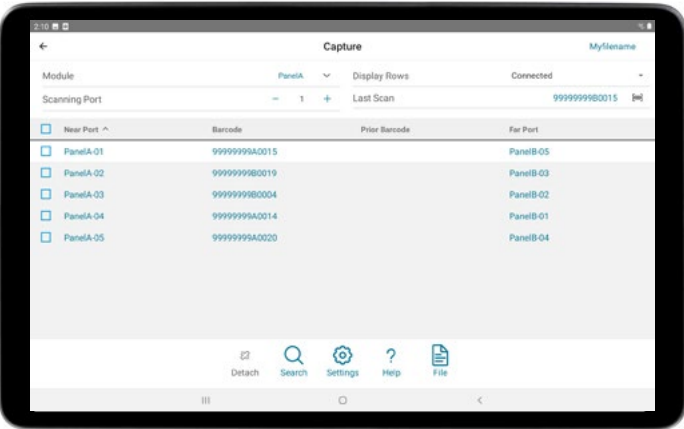 2:10
Capture
Myfilename
Module PanelA Display Rows Connected
Scanning Port - 1 + Last Scan 99999999B0015
Near Port Barcode Prior Barcode Far Port
PanelA-01 99999999A0015 PanelB-05
PanelA-02 99999999B0019 PanelB-03
PanelA-03 99999999B0004 PanelB-02
PanelA-04 99999999A0014 PanelB-01
PanelA-05 99999999A0020 PanelB-04
Detach Search Settings Help File